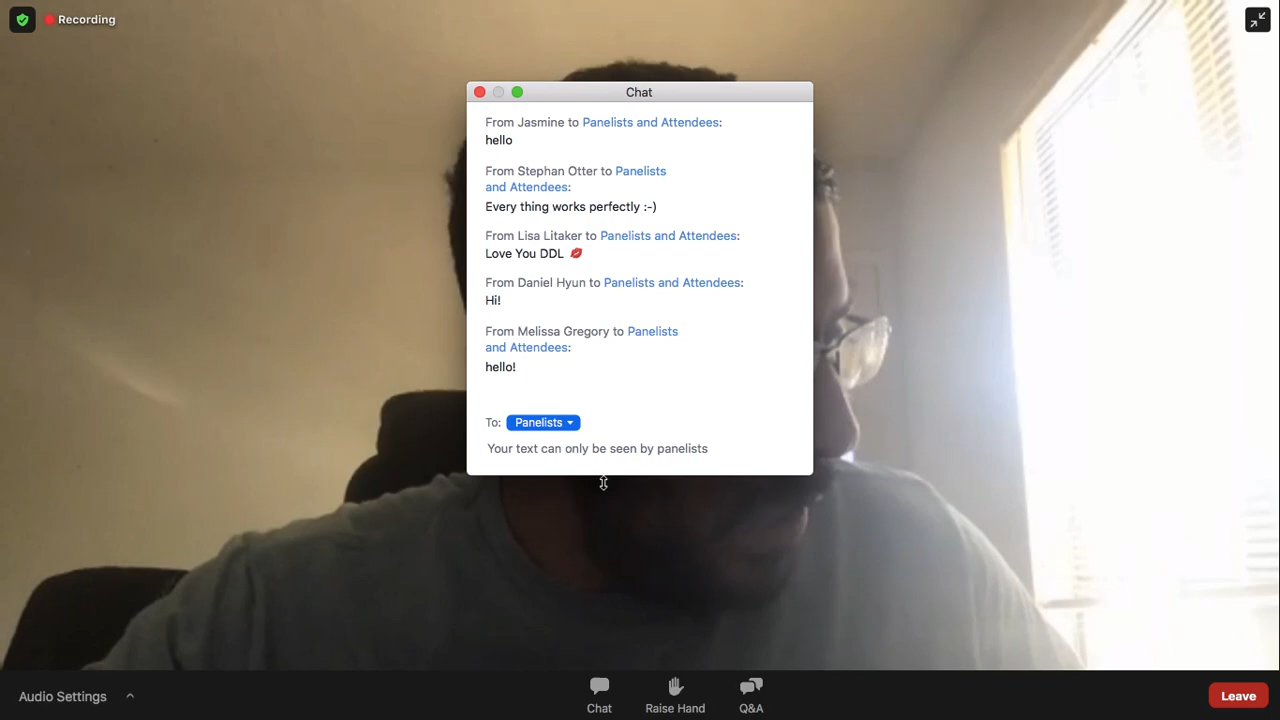 Recording
Chat
From Jasmine to Panelists and Attendees:
hello
From Stephan Otter to Panelists
and Attendees:
Every thing works perfectly :-)
From Lisa Litaker to Panelists and Attendees:
Love You DDL 💋
From Daniel Hyun to Panelists and Attendees:
Hi!
From Melissa Gregory to Panelists
and Attendees:
hello!
To: Panelists
Your text can only be seen by panelists
Audio Settings
Chat
Raise Hand
Q&A
Leave